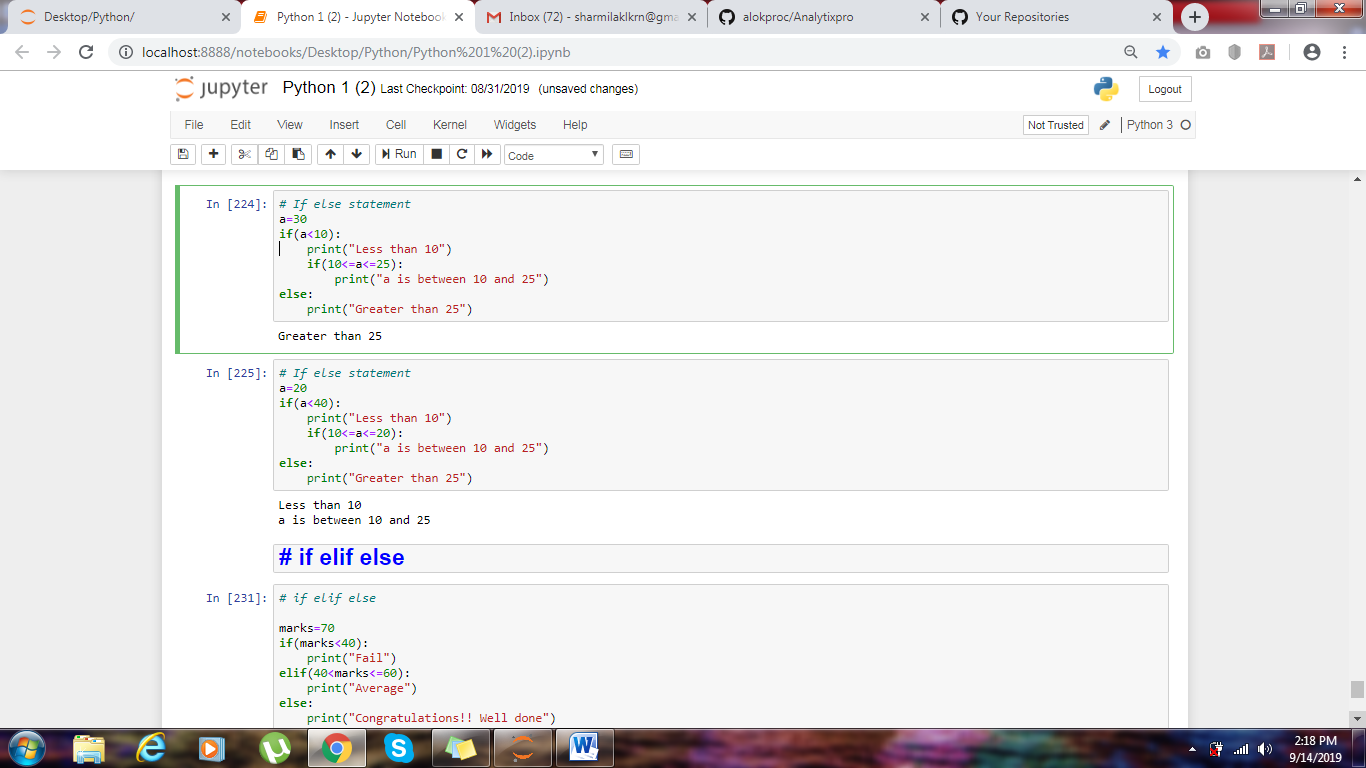 Desktop/Python/
Python 1 (2) - Jupyter Noteboo
Inbox (72) - sharmilaklkrn@gma
alokproc/Analytixpro
Your Repositories
localhost:8888/notebooks/Desktop/Python/Python%201%20(2).ipynb
jupyter Python 1 (2) Last Checkpoint: 08/31/2019 (unsaved changes)
Logout
File Edit View Insert Cell Kernel Widgets Help
Not Trusted
Python 3
Run
Code
In [224]:
# If else statement
a=30
if(a<10):
    print("Less than 10")
    if(10<=a<=25):
        print("a is between 10 and 25")
else:
    print("Greater than 25")
Greater than 25
In [225]:
# If else statement
a=20
if(a<40):
    print("Less than 10")
    if(10<=a<=20):
        print("a is between 10 and 25")
else:
    print("Greater than 25")
Less than 10
a is between 10 and 25
# if elif else
In [231]:
# if elif else
marks=70
if(marks<40):
    print("Fail")
elif(40<marks<=60):
    print("Average")
else:
    print("Congratulations!! Well done")
2:18 PM
9/14/2019